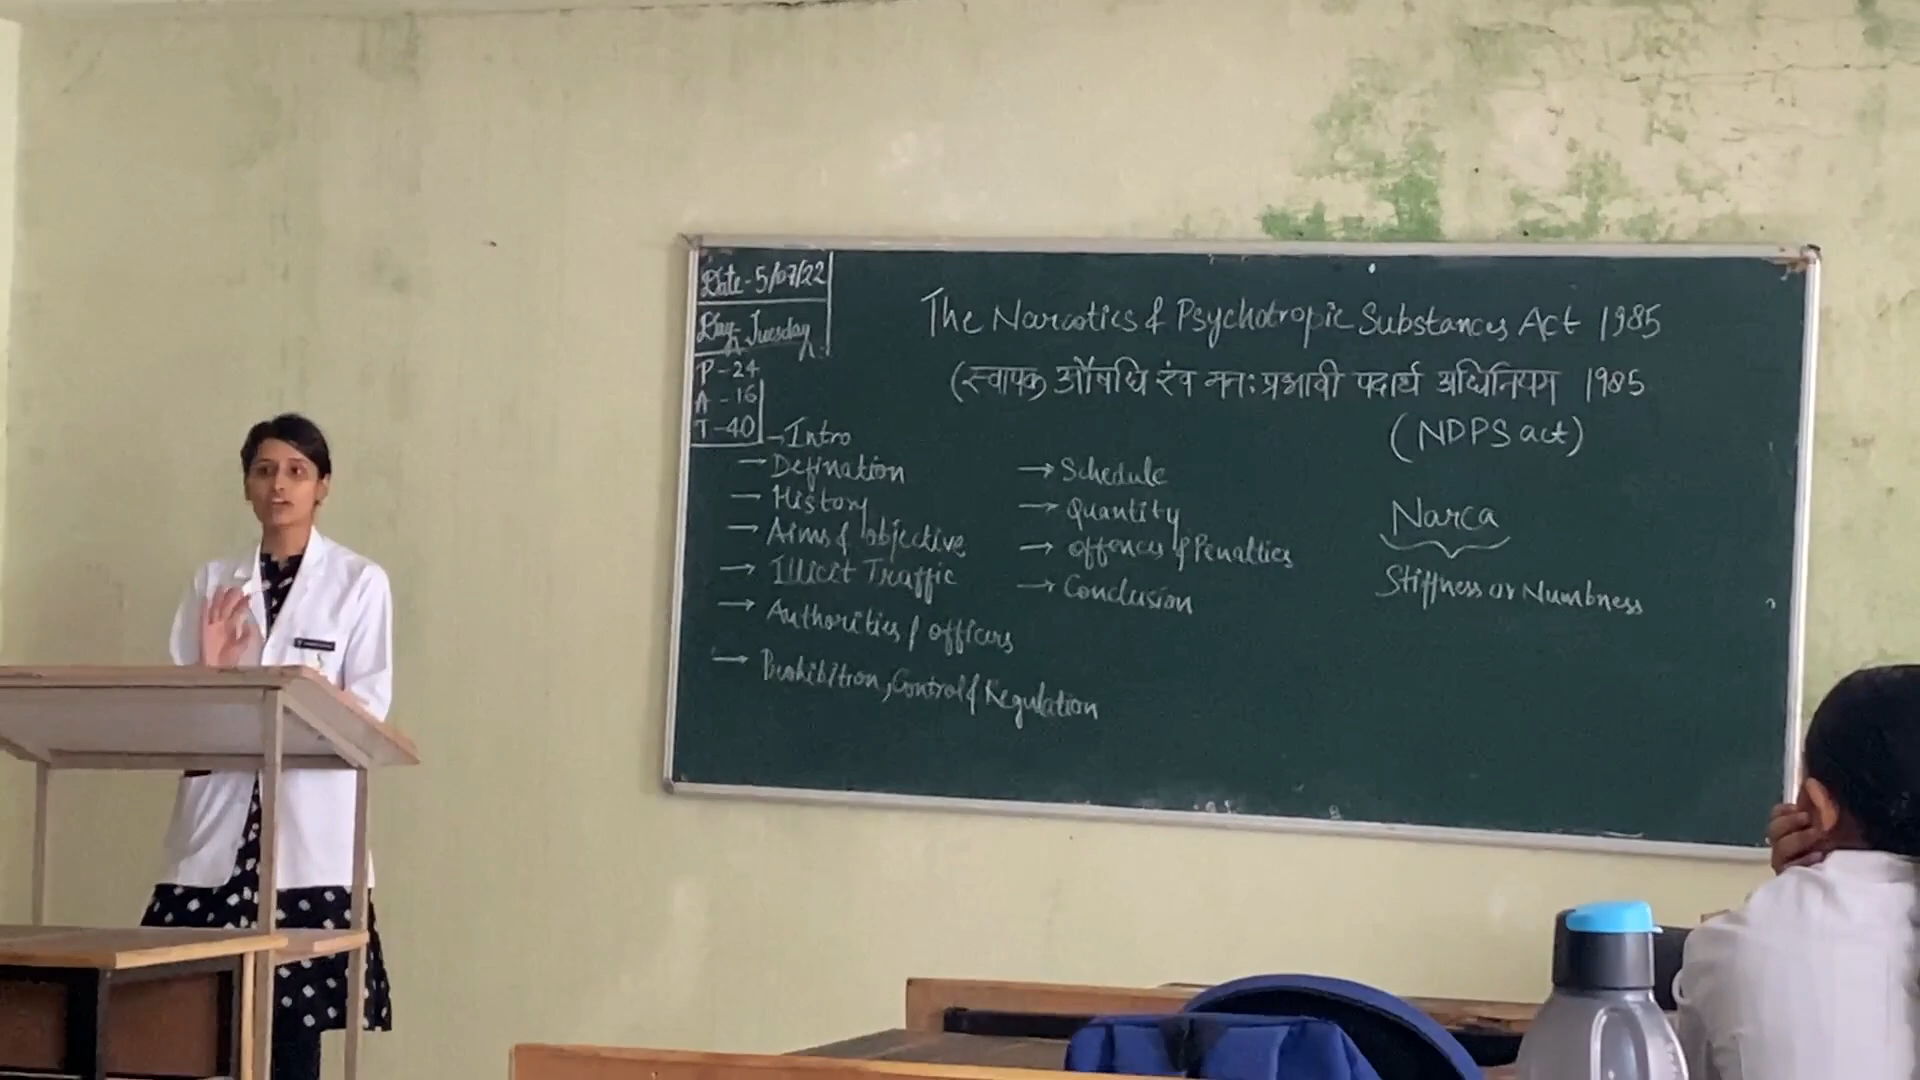 Date-5/07/22
Day-Tuesday
P-24
A-16
T-40
The Narcotics & Psychotropic Substances Act 1985
(स्वापक औषधि एंव मन:प्रभावी पदार्थ अधिनियम 1985
(NDPS act)
→Intro
→ Defination
→ History
→ Aims & objective
→ Illicit Traffic
→ Authorities & officers
→ Prohibition, Control & Regulation
→ Schedule
→ Quantity
→ offences & Penalties
→ Conclusion
Narca
Stiffness or Numbness